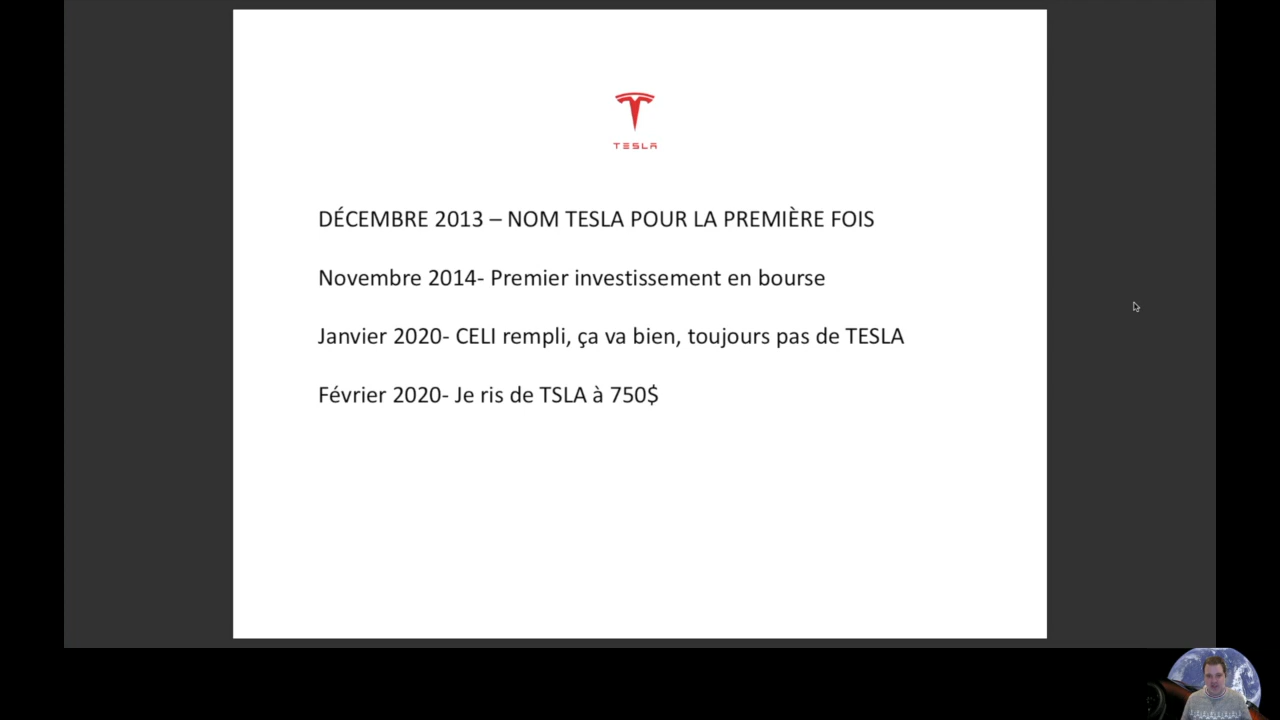 TESLA
DÉCEMBRE 2013 – NOM TESLA POUR LA PREMIÈRE FOIS
Novembre 2014- Premier investissement en bourse
Janvier 2020- CELI rempli, ça va bien, toujours pas de TESLA
Février 2020- Je ris de TSLA à 750$